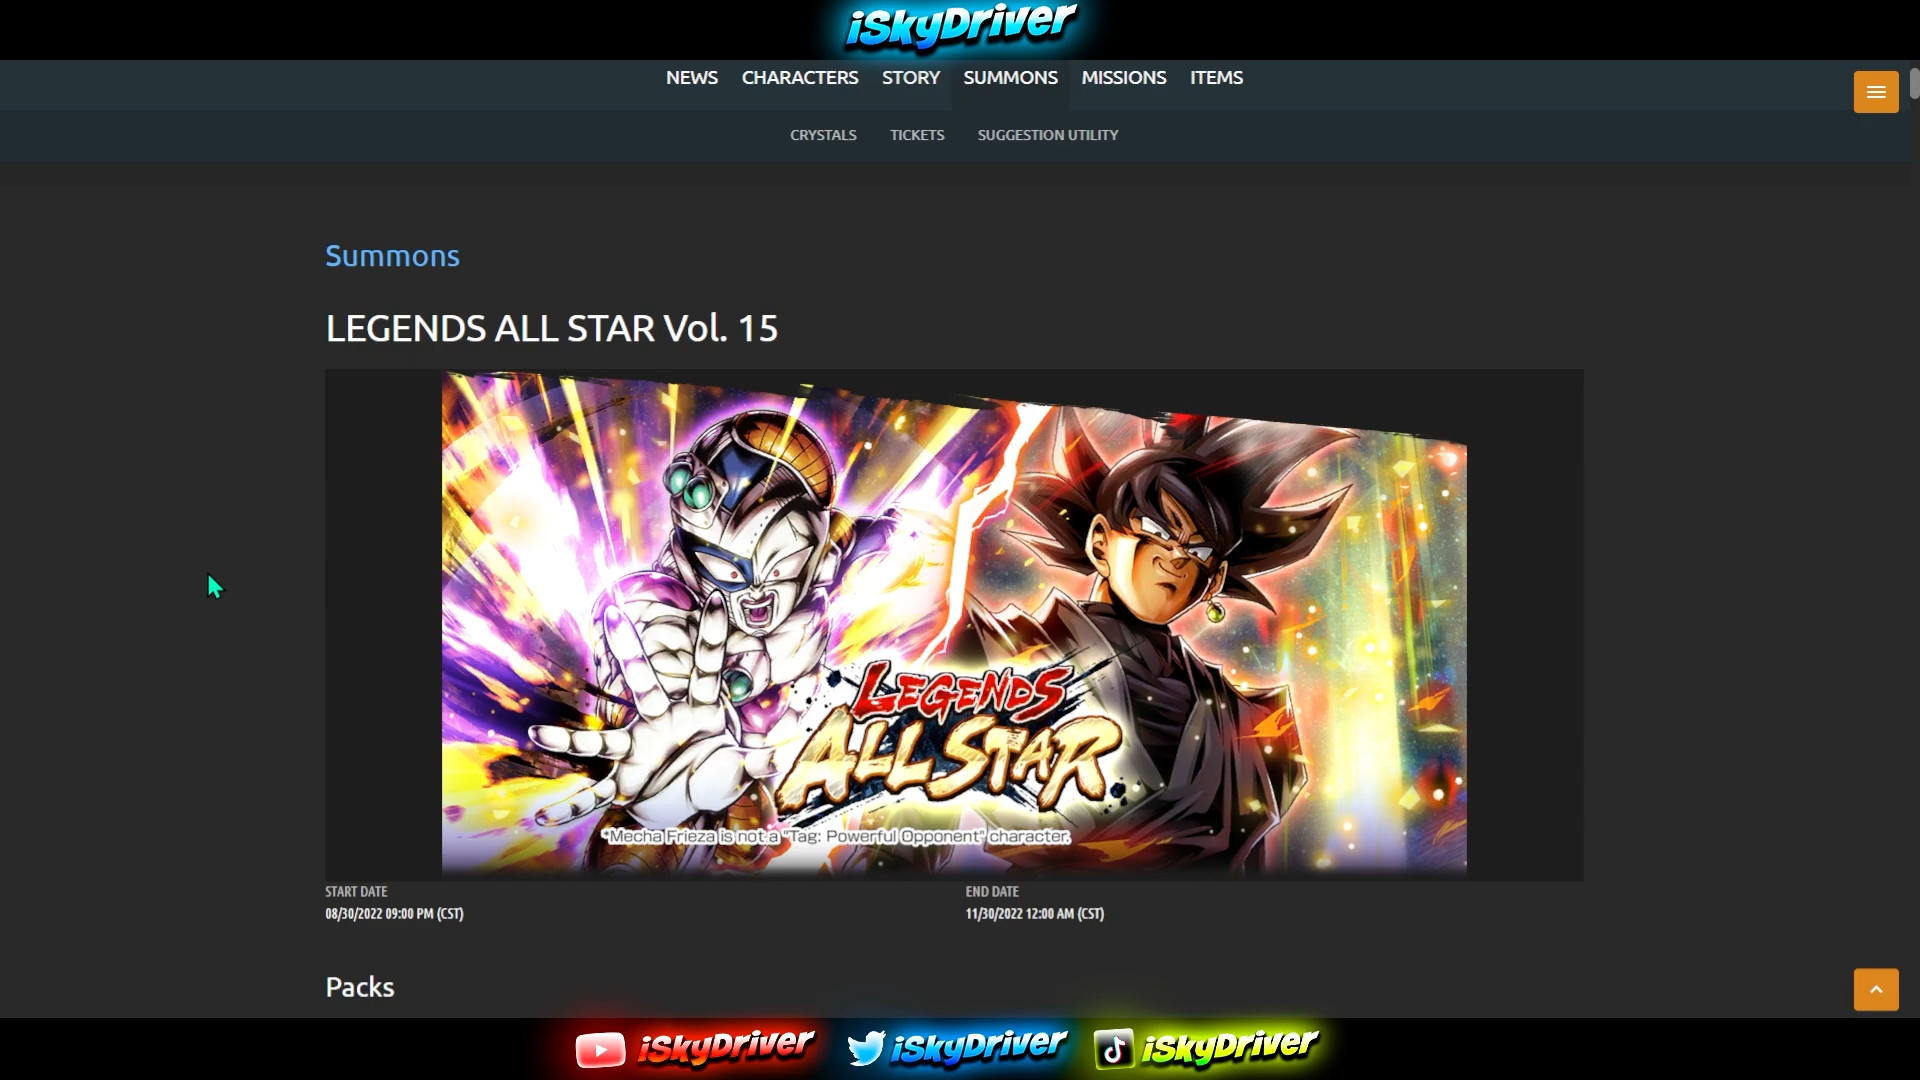 iSkyDriver
NEWS CHARACTERS STORY SUMMONS MISSIONS ITEMS
CRYSTALS TICKETS SUGGESTION UTILITY
Summons
LEGENDS ALL STAR Vol. 15
LEGENDS
ALL STAR
*Mecha Frieza is not a "Tag: Powerful Opponent" character.
START DATE END DATE
08/30/2022 09:00 PM (CST) 11/30/2022 12:00 AM (CST)
Packs
iSkyDriver iSkyDriver iSkyDriver